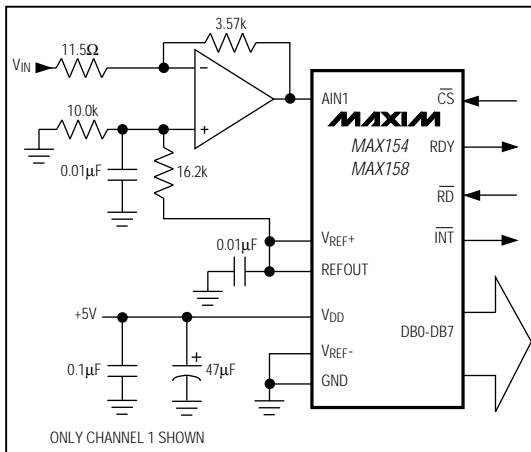 3.57k
11.5Ω
VIN
−
+
10.0k
0.01µF
16.2k
0.01µF
+5V
0.1µF
+
47µF
AIN1
MAXIM
MAX154
MAX158
CS
RDY
RD
INT
VREF+
REFOUT
VDD
DB0-DB7
VREF-
GND
ONLY CHANNEL 1 SHOWN